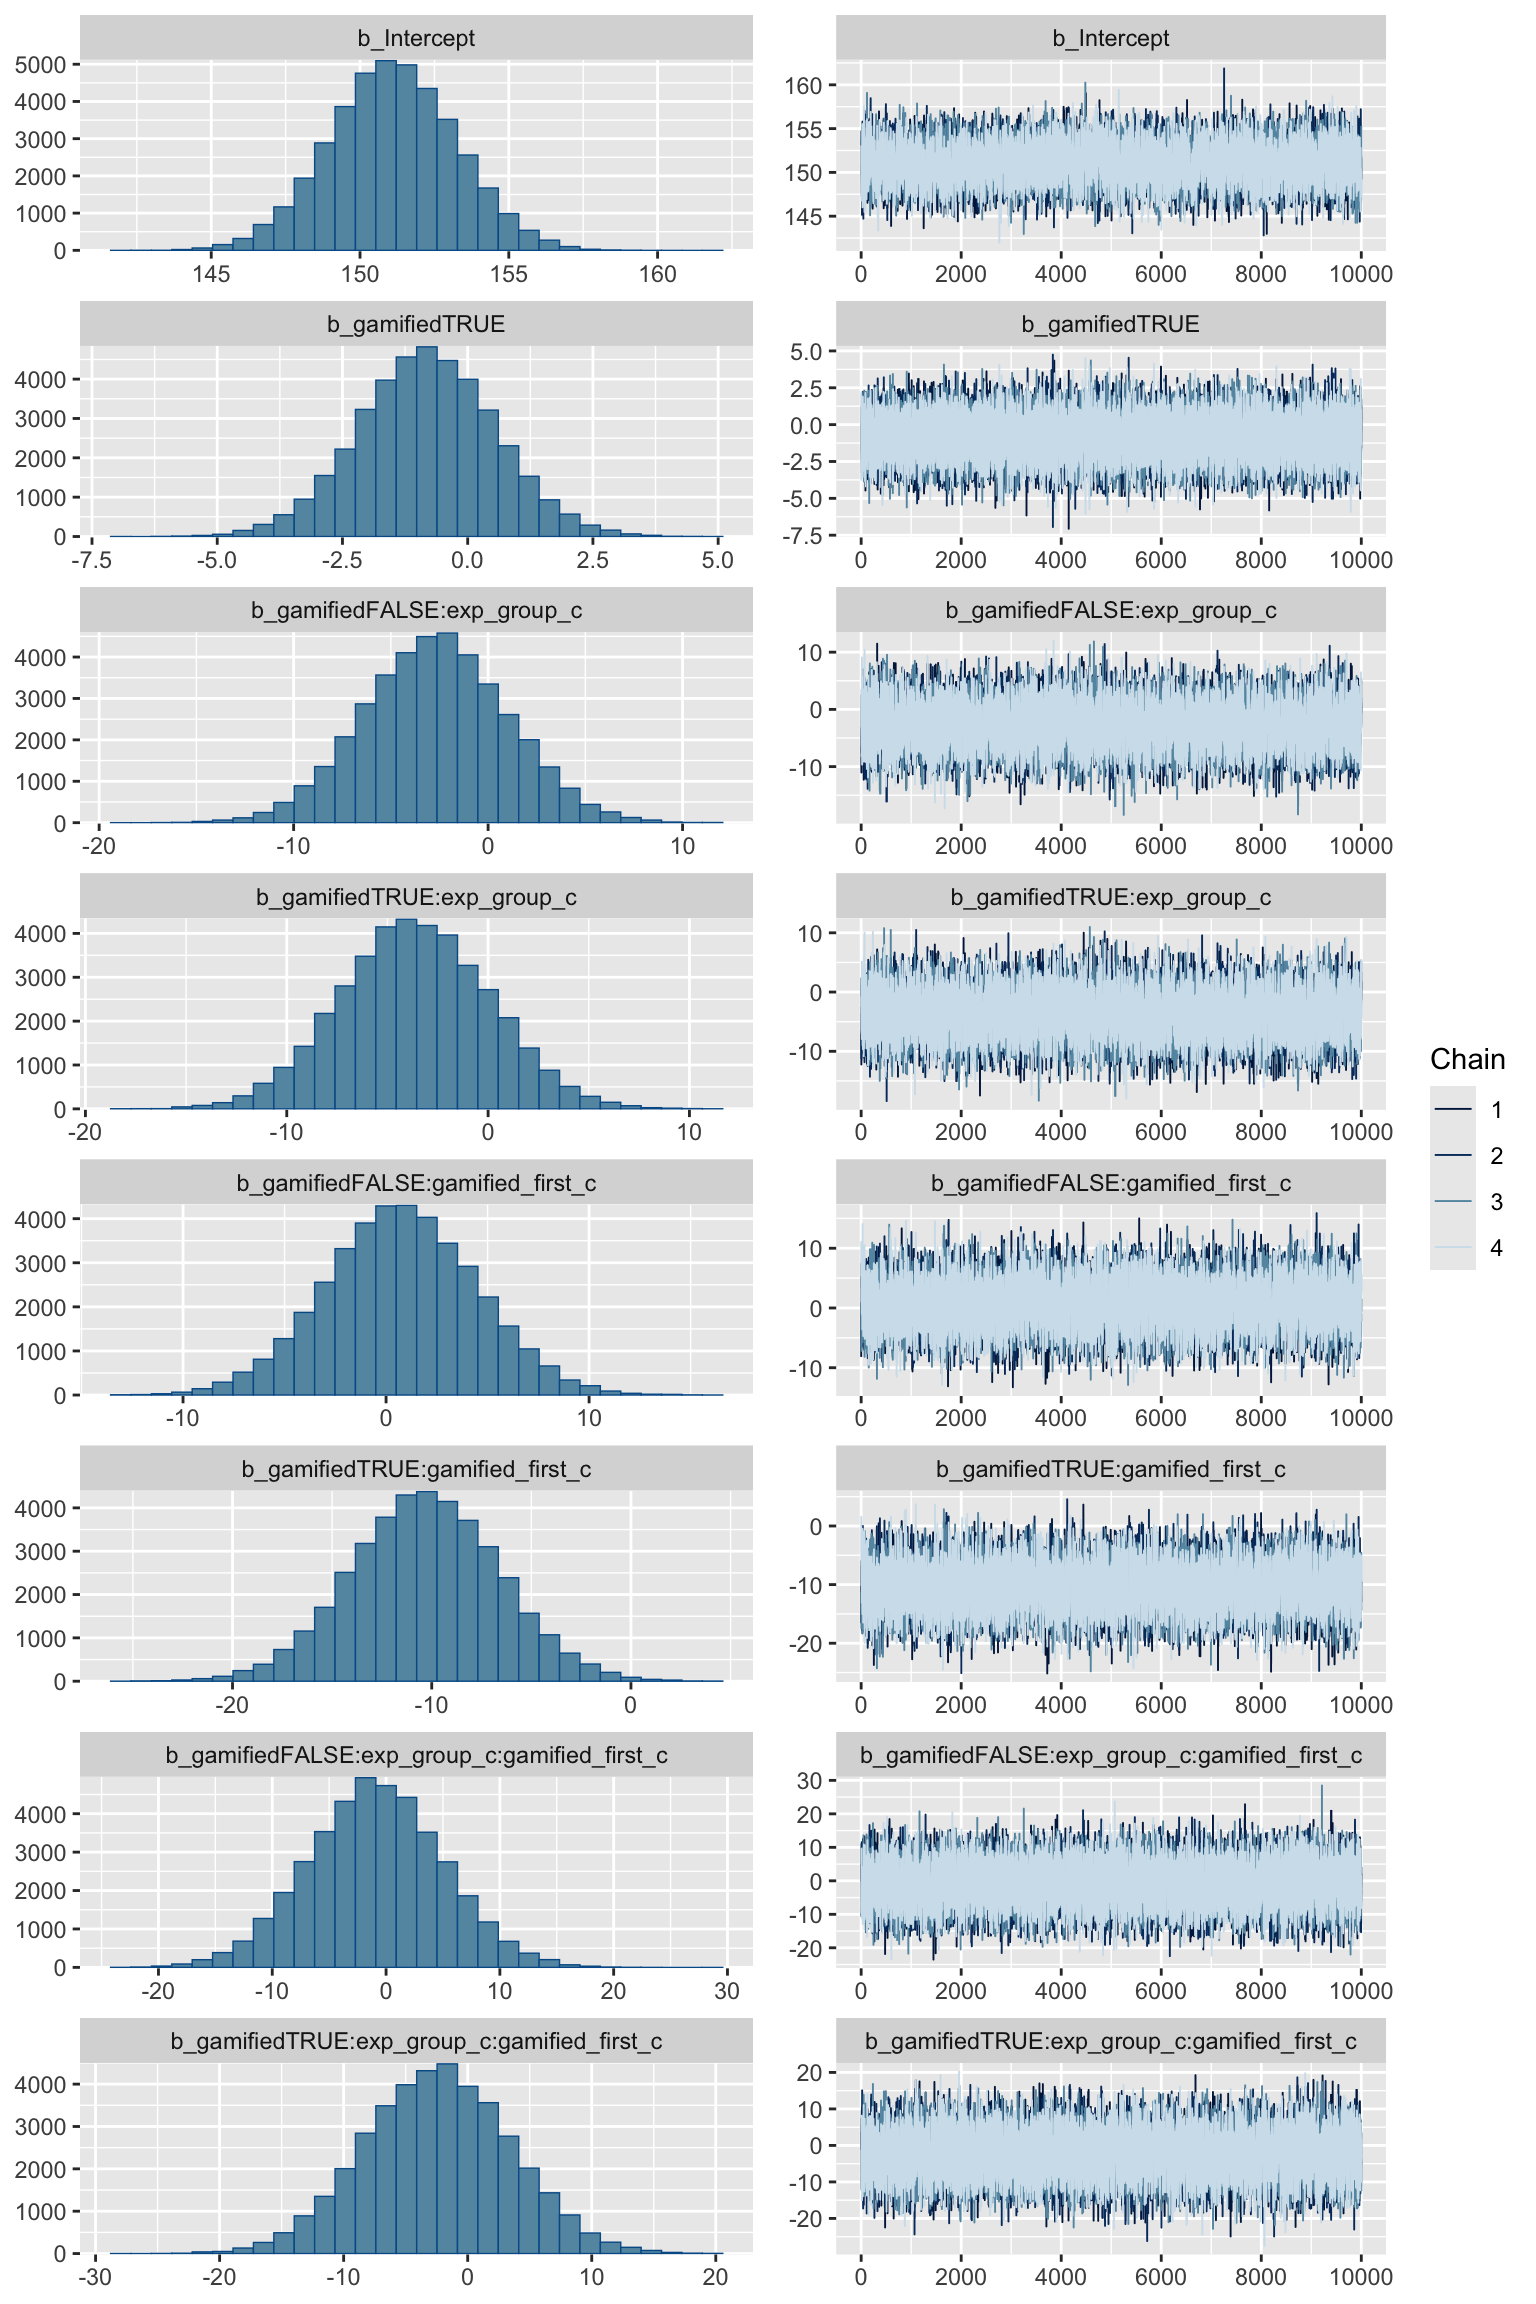 b_Intercept
5000
4000
3000
2000
1000
0
145 150 155 160
b_Intercept
160
155
150
145
0 2000 4000 6000 8000 10000
b_gamifiedTRUE
4000
3000
2000
1000
0
-7.5 -5.0 -2.5 0.0 2.5 5.0
b_gamifiedTRUE
5.0
2.5
0.0
-2.5
-5.0
-7.5
0 2000 4000 6000 8000 10000
b_gamifiedFALSE:exp_group_c
4000
3000
2000
1000
0
-20 -10 0 10
b_gamifiedFALSE:exp_group_c
10
0
-10
0 2000 4000 6000 8000 10000
b_gamifiedTRUE:exp_group_c
4000
3000
2000
1000
0
-20 -10 0 10
b_gamifiedTRUE:exp_group_c
10
0
-10
0 2000 4000 6000 8000 10000
b_gamifiedFALSE:gamified_first_c
4000
3000
2000
1000
0
-10 0 10
b_gamifiedFALSE:gamified_first_c
10
0
-10
0 2000 4000 6000 8000 10000
b_gamifiedTRUE:gamified_first_c
4000
3000
2000
1000
0
-20 -10 0
b_gamifiedTRUE:gamified_first_c
0
-10
-20
0 2000 4000 6000 8000 10000
b_gamifiedFALSE:exp_group_c:gamified_first_c
4000
3000
2000
1000
0
-20 -10 0 10 20 30
b_gamifiedFALSE:exp_group_c:gamified_first_c
30
20
10
0
-10
-20
0 2000 4000 6000 8000 10000
b_gamifiedTRUE:exp_group_c:gamified_first_c
4000
3000
2000
1000
0
-30 -20 -10 0 10 20
b_gamifiedTRUE:exp_group_c:gamified_first_c
20
10
0
-10
-20
0 2000 4000 6000 8000 10000
Chain
1
2
3
4